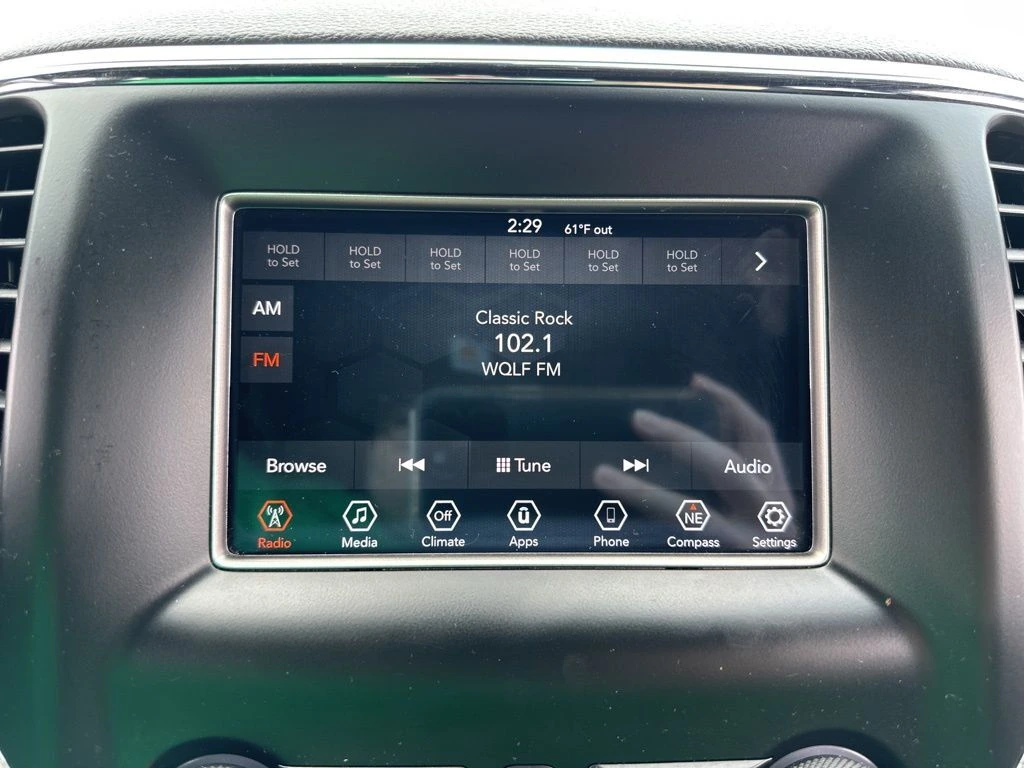 2:29 61°F out
HOLD HOLD HOLD HOLD HOLD HOLD
to Set to Set to Set to Set to Set to Set
AM
FM
Classic Rock
102.1
WQLF FM
Browse Tune Audio
Off û NE
Radio Media Climate Apps Phone Compass Settings